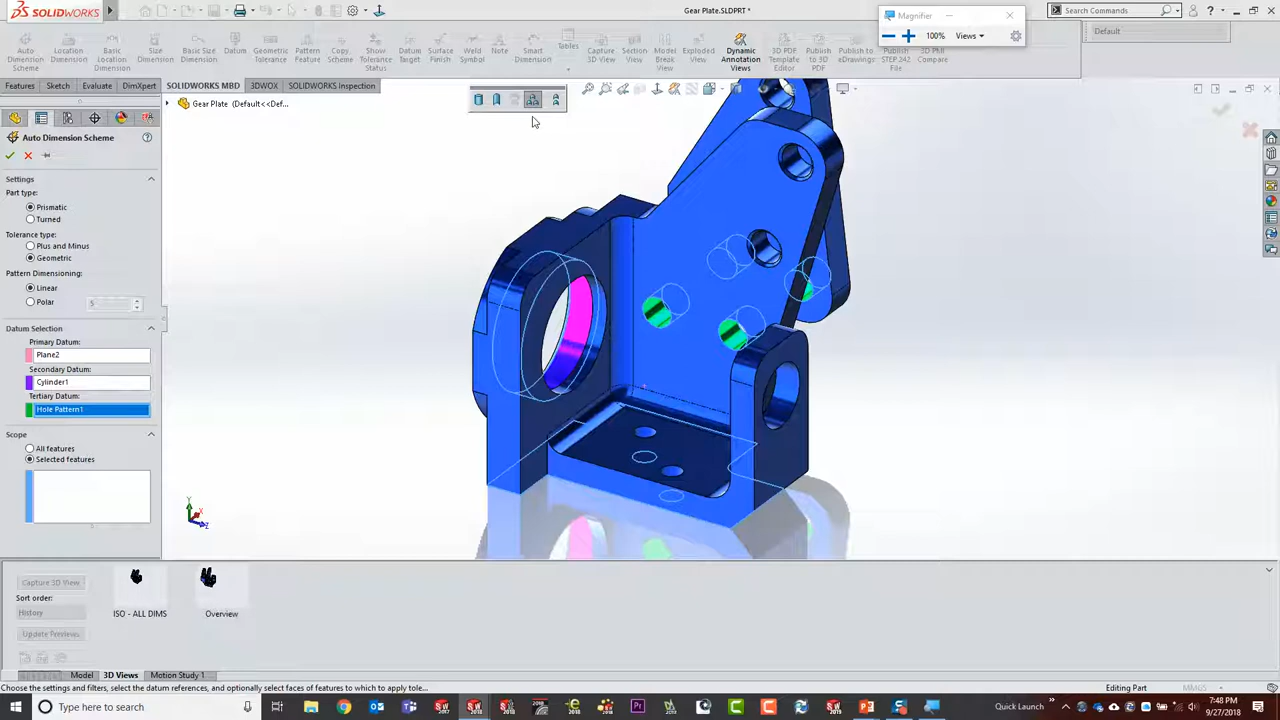 SOLIDWORKS
Gear Plate.SLDPRT *
Search Commands
Magnifier
100%
Views
Default
Auto Dimension Scheme
Location Dimension
Basic Location Dimension
Size Dimension
Basic Size Dimension
Datum
Geometric Tolerance
Pattern Feature
Copy Scheme
Show Tolerance Status
Datum Target
Surface Finish
Weld Symbol
Note
Smart Dimension
Tables
Capture 3D View
Section View
Model Break View
Exploded View
Dynamic Annotation Views
3D PDF Template Editor
Publish to 3D PDF
Publish to eDrawings
Publish STEP 242 File
3D PMI Compare
Features
Sketch
Evaluate
DimXpert
SOLIDWORKS MBD
3DWOX
SOLIDWORKS Inspection
Gear Plate (Default<<Def...
Auto Dimension Scheme
Settings
Part type:
Prismatic
Turned
Tolerance type:
Plus and Minus
Geometric
Pattern Dimensioning:
Linear
Polar
5
Datum Selection
Primary Datum:
Plane2
Secondary Datum:
Cylinder1
Tertiary Datum:
Hole Pattern1
Scope
All features
Selected features
Y
X
Z
Capture 3D View
Sort order:
History
Update Previews
ISO - ALL DIMS
Overview
Model
3D Views
Motion Study 1
Choose the settings and filters, select the datum references, and optionally select faces of features to which to apply tole...
Editing Part
MMGS
Type here to search
Quick Launch
7:48 PM
9/27/2018